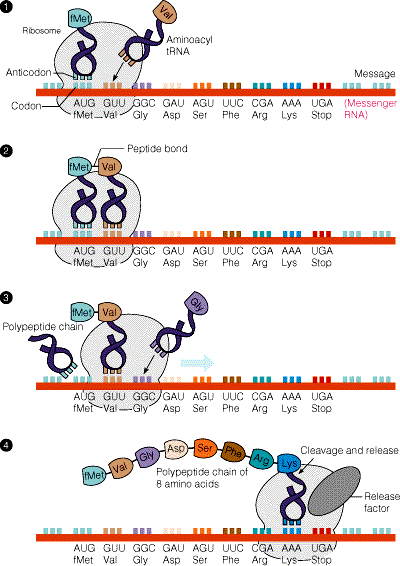 1
fMet
Val
Ribosome
Aminoacyl
tRNA
Anticodon
Message
Codon
AUG GUU GGC GAU AGU UUC CGA AAA UGA (Messenger
fMet Val Gly Asp Ser Phe Arg Lys Stop RNA)
2
Peptide bond
fMet Val
AUG GUU GGC GAU AGU UUC CGA AAA UGA
fMet Val Gly Asp Ser Phe Arg Lys Stop
3
Gly
fMet Val
Polypeptide chain
AUG GUU GGC GAU AGU UUC CGA AAA UGA
fMet Val Gly Asp Ser Phe Arg Lys Stop
4
fMet Val Gly Asp Ser Phe Arg Lys
Cleavage and release
Polypeptide chain of
8 amino acids
Release
factor
AUG GUU GGC GAU AGU UUC CGA AAA UGA
fMet Val Gly Asp Ser Phe Arg Lys Stop